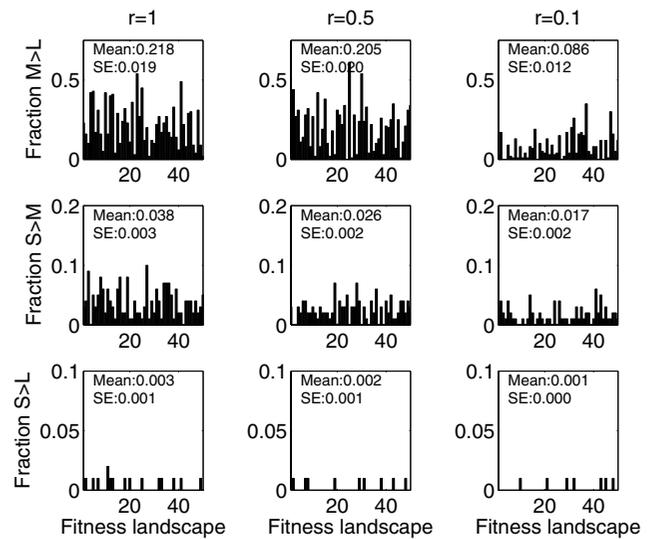 r=1
r=0.5
r=0.1
Fraction M>L
0.5
0
20
40
Mean:0.218
SE:0.019
0.5
0
20
40
Mean:0.205
SE:0.020
0.5
0
20
40
Mean:0.086
SE:0.012
Fraction S>M
0.2
0.1
0
20
40
Mean:0.038
SE:0.003
0.2
0.1
0
20
40
Mean:0.026
SE:0.002
0.2
0.1
0
20
40
Mean:0.017
SE:0.002
Fraction S>L
0.1
0.05
0
20
40
Mean:0.003
SE:0.001
Fitness landscape
0.1
0.05
0
20
40
Mean:0.002
SE:0.001
Fitness landscape
0.1
0.05
0
20
40
Mean:0.001
SE:0.000
Fitness landscape